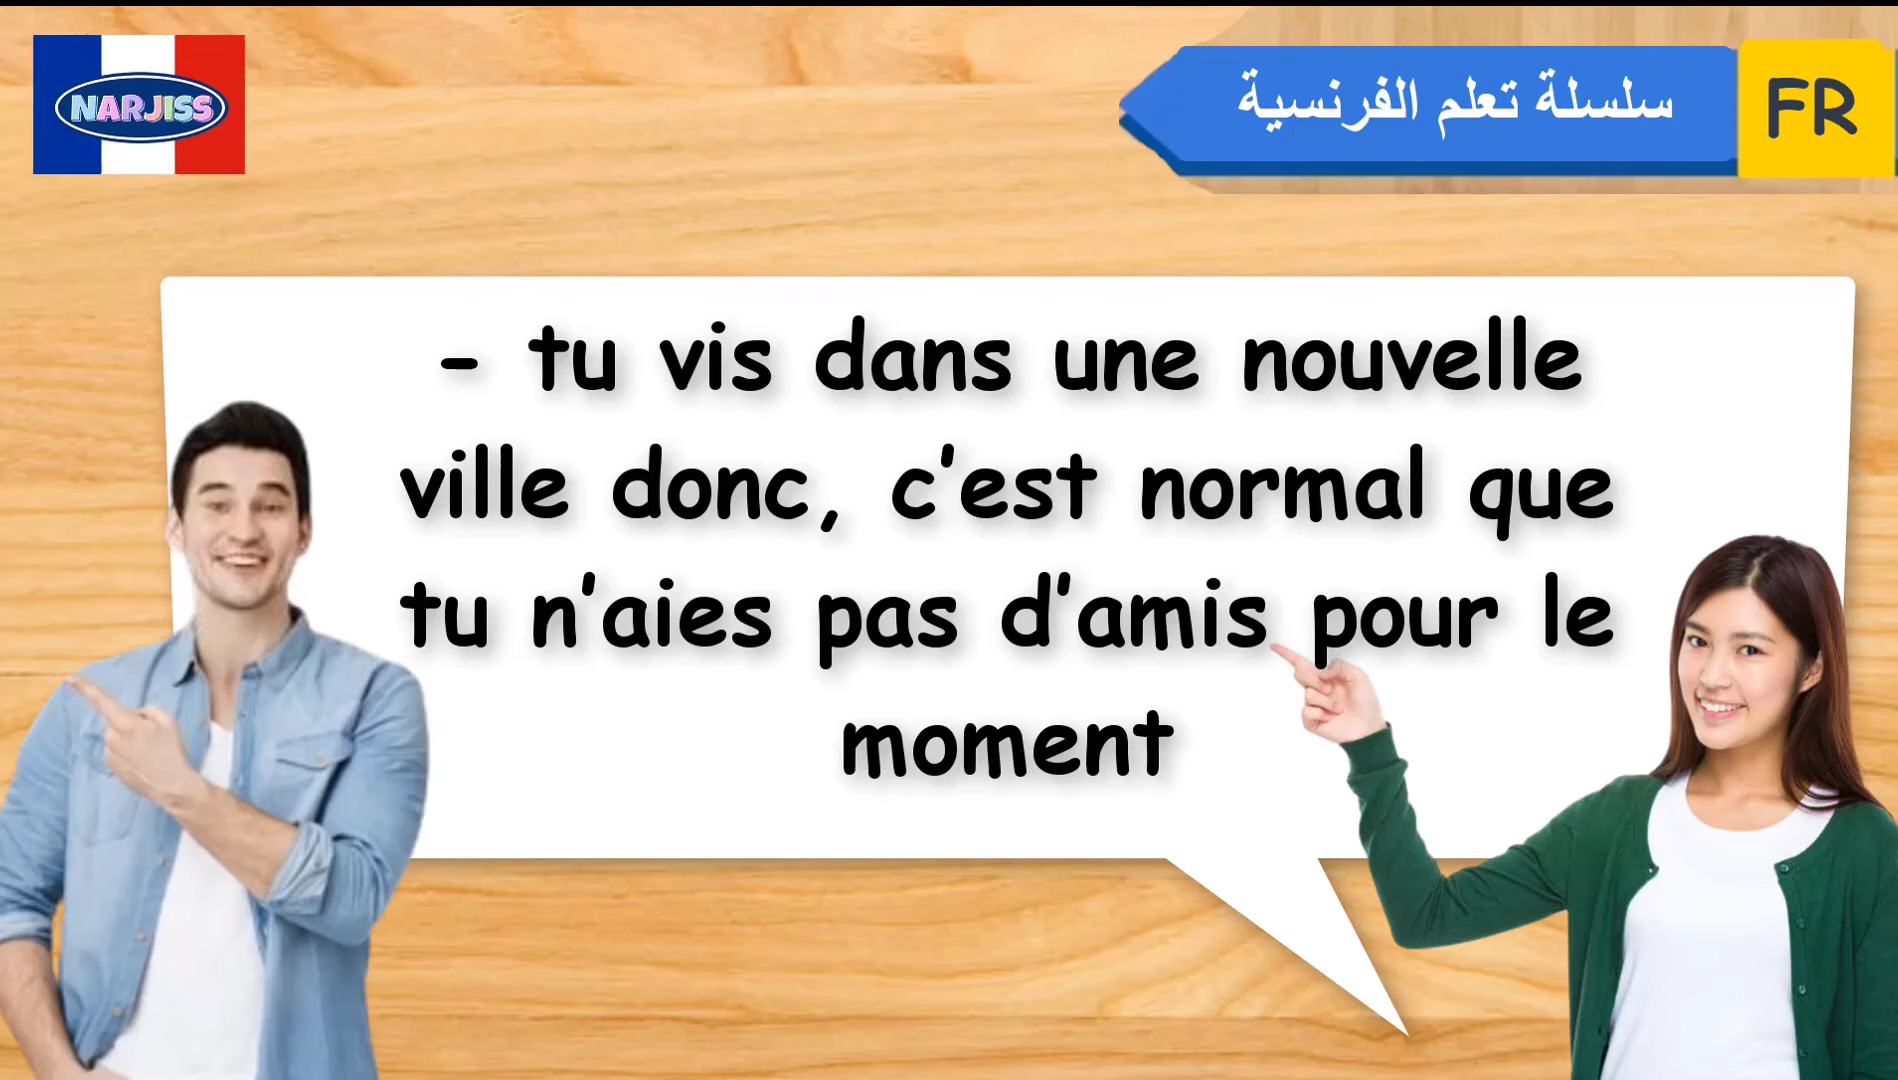 NARJISS
سلسلة تعلم الفرنسية
FR
- tu vis dans une nouvelle
ville donc, c'est normal que
tu n'aies pas d'amis pour le
moment